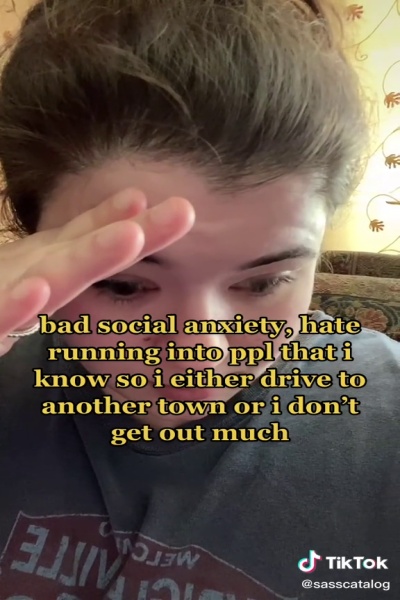 bad social anxiety, hate
running into ppl that i
know so i either drive to
another town or i don't
get out much
TikTok
@sasscatalog